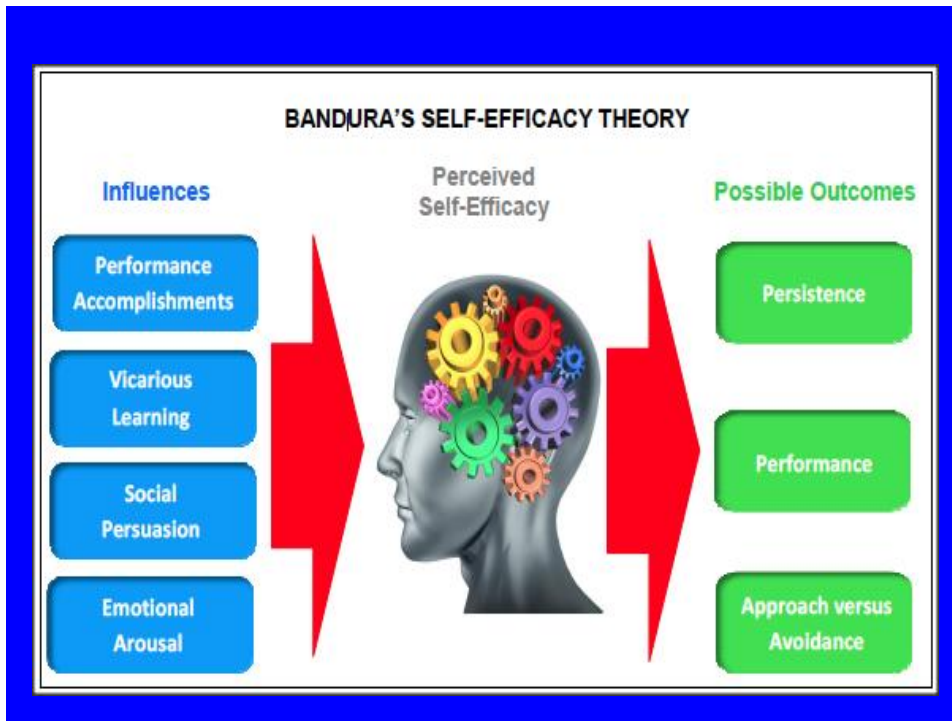 BANDURA'S SELF-EFFICACY THEORY
Influences
Performance
Accomplishments
Vicarious
Learning
Social
Persuasion
Emotional
Arousal
Perceived
Self-Efficacy
Possible Outcomes
Persistence
Performance
Approach versus
Avoidance